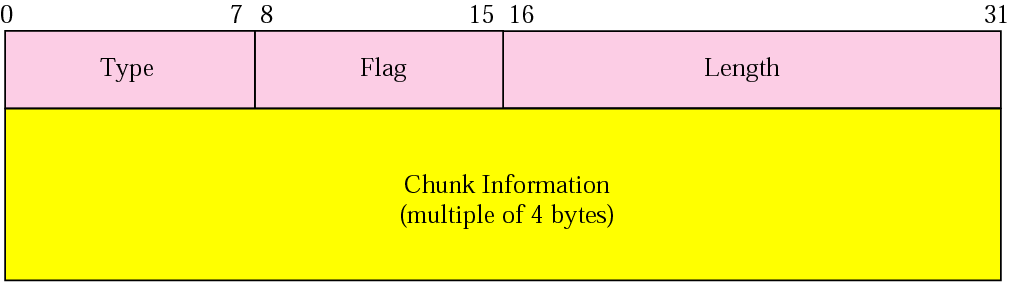 0 7 8 15 16 31
Type Flag Length
Chunk Information
(multiple of 4 bytes)